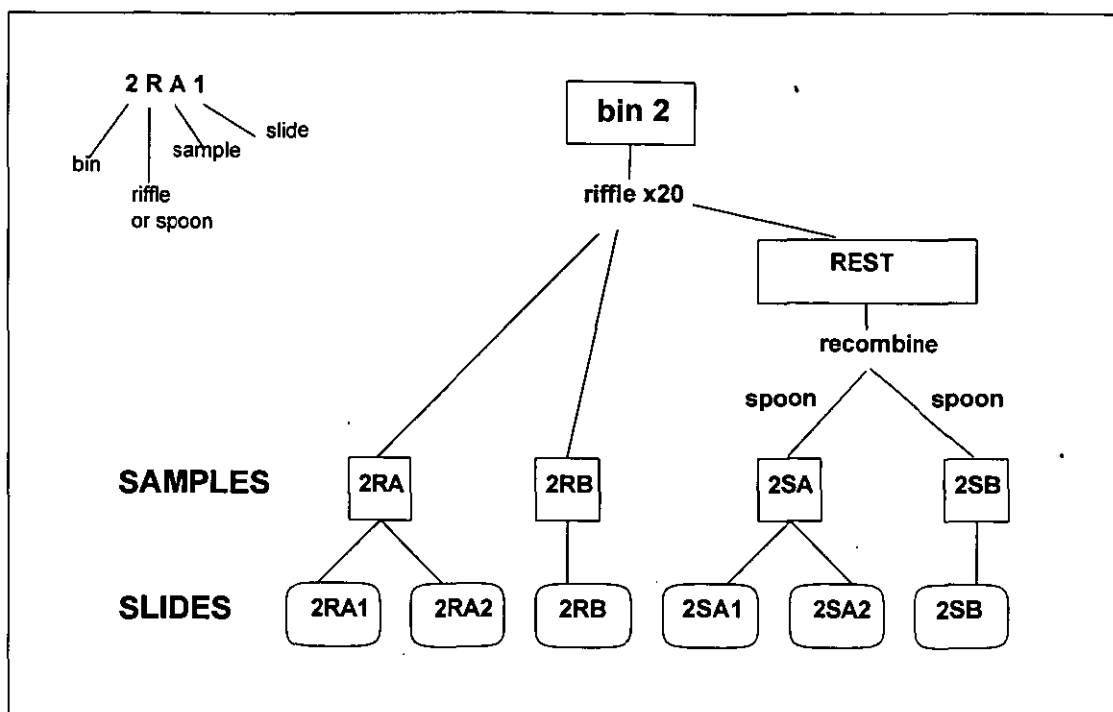 2 R A 1
bin
riffle
or spoon
sample
slide
bin 2
riffle x20
REST
recombine
spoon spoon
SAMPLES 2RA 2RB 2SA 2SB
SLIDES 2RA1 2RA2 2RB 2SA1 2SA2 2SB